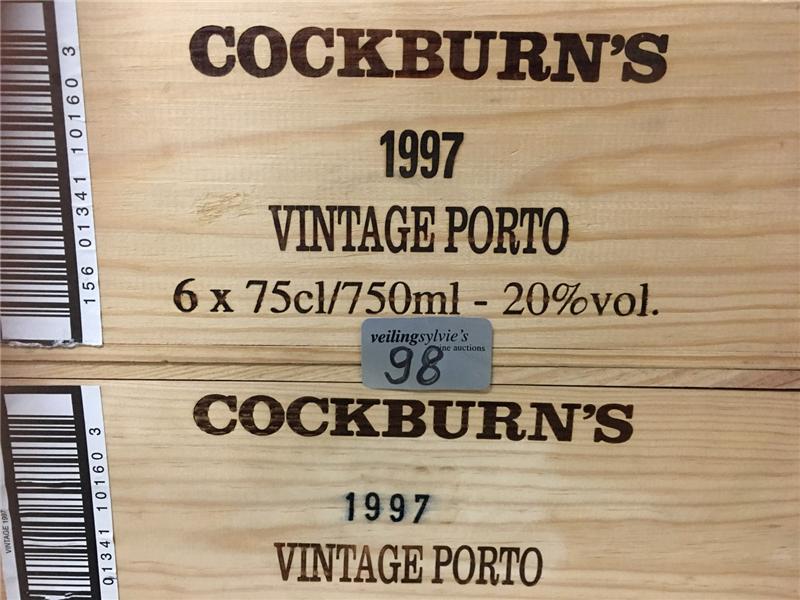 COCKBURN'S
1997
VINTAGE PORTO
6 x 75cl/750ml - 20%vol.
156 01341 10160 3
veilingsylvie's
auctions
98
COCKBURN'S
1997
VINTAGE PORTO
01341 10160 3
VINTAGE 1997